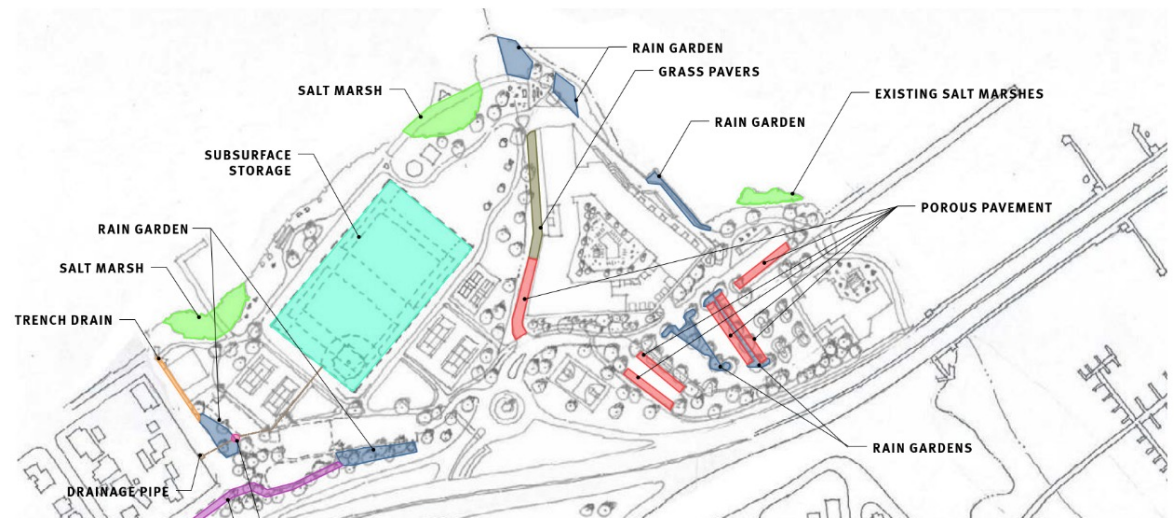 RAIN GARDEN
GRASS PAVERS
SALT MARSH
EXISTING SALT MARSHES
RAIN GARDEN
SUBSURFACE
STORAGE
POROUS PAVEMENT
RAIN GARDEN
SALT MARSH
TRENCH DRAIN
RAIN GARDENS
DRAINAGE PIPE